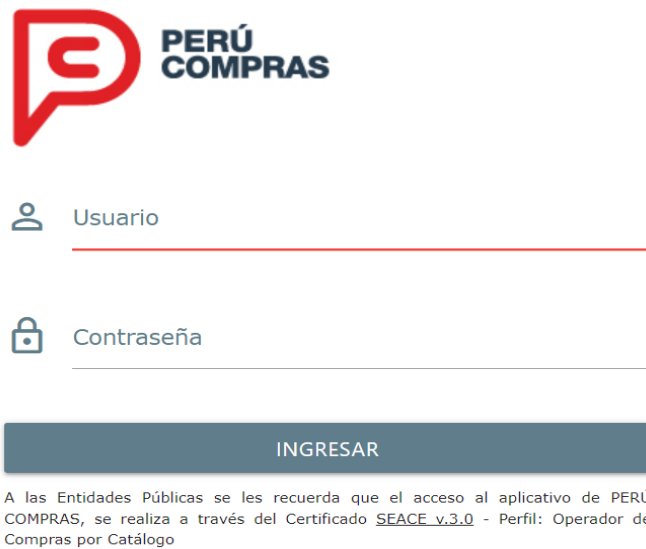 PERÚ
COMPRAS
Usuario
Contraseña
INGRESAR
A las Entidades Públicas se les recuerda que el acceso al aplicativo de PERÚ
COMPRAS, se realiza a través del Certificado SEACE v.3.0 - Perfil: Operador de
Compras por Catálogo